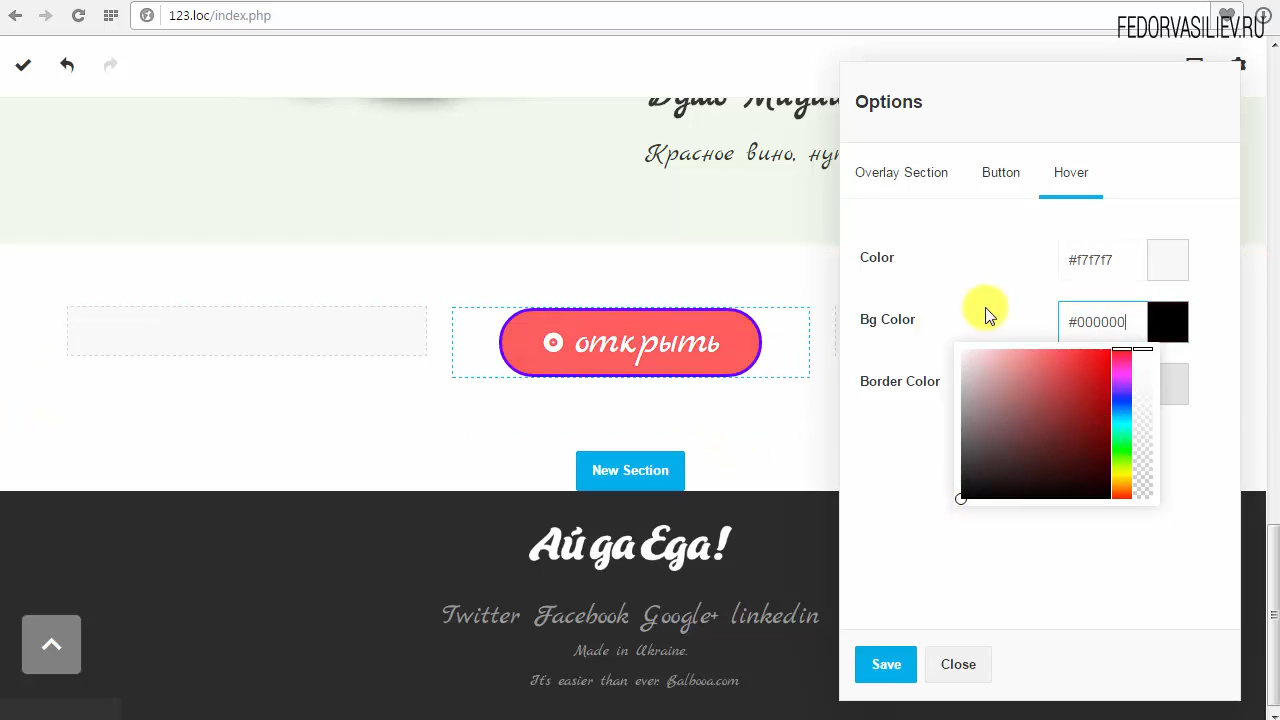 123.loc/index.php
FEDORVASILIEV.RU
Options
Красное вино,
Overlay Section
Button
Hover
Color
#f7f7f7
Bg Color
#000000
Border Color
открыть
New Section
Ай да Еда!
Twitter Facebook Google+ linkedin
Made in Ukraine.
It's easier than ever. Balbooa.com
Save
Close